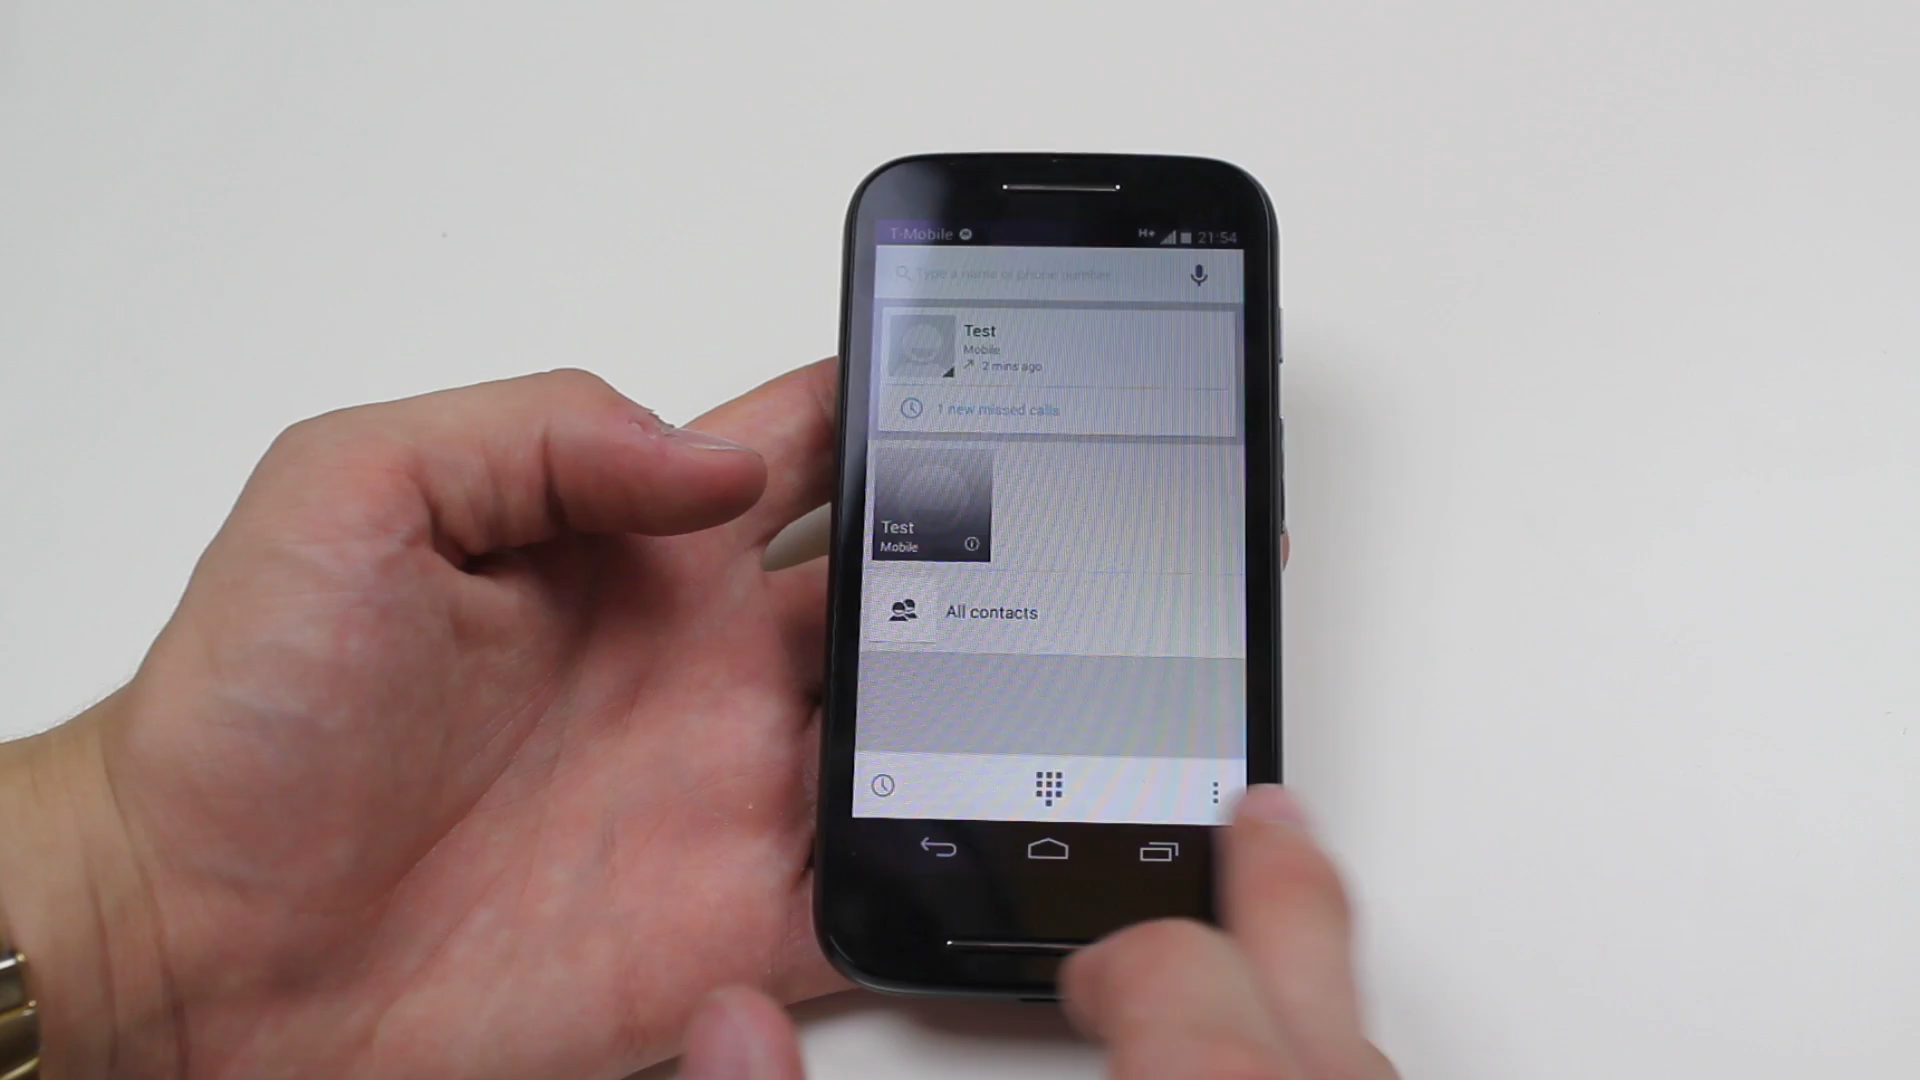 T-Mobile H+ 21:54
Type a name or phone number
Test
Mobile
2 mins ago
1 new missed calls
Test
Mobile
All contacts